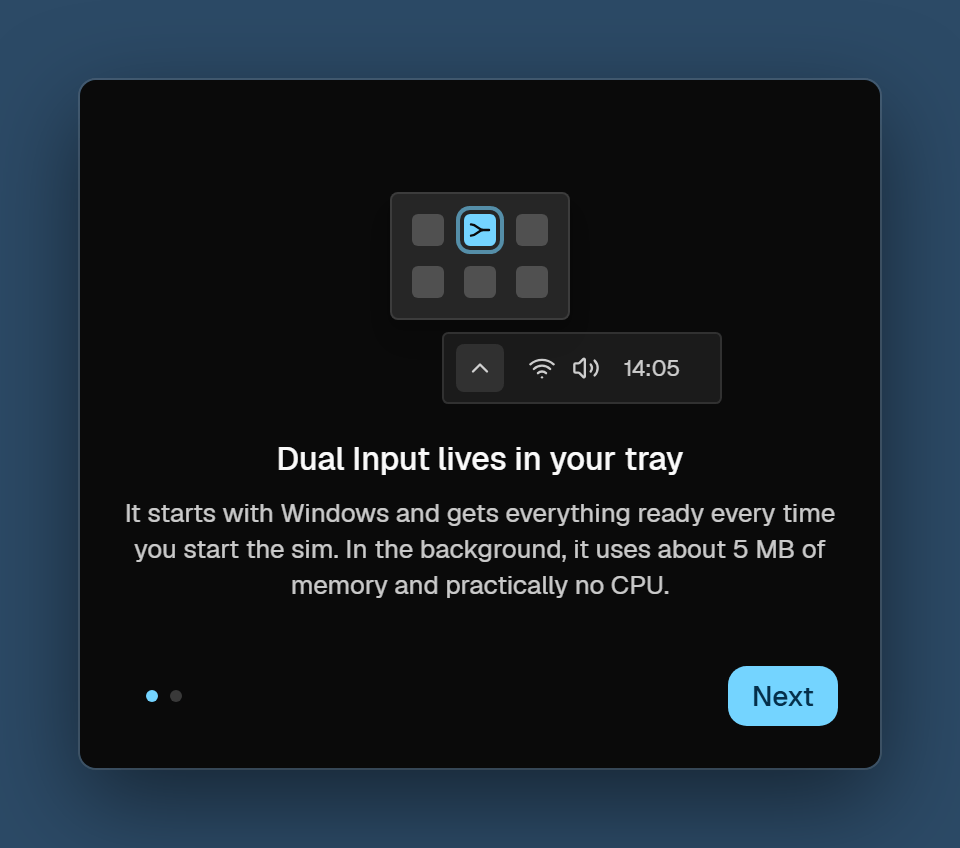 14:05
Dual Input lives in your tray
It starts with Windows and gets everything ready every time
you start the sim. In the background, it uses about 5 MB of
memory and practically no CPU.
Next